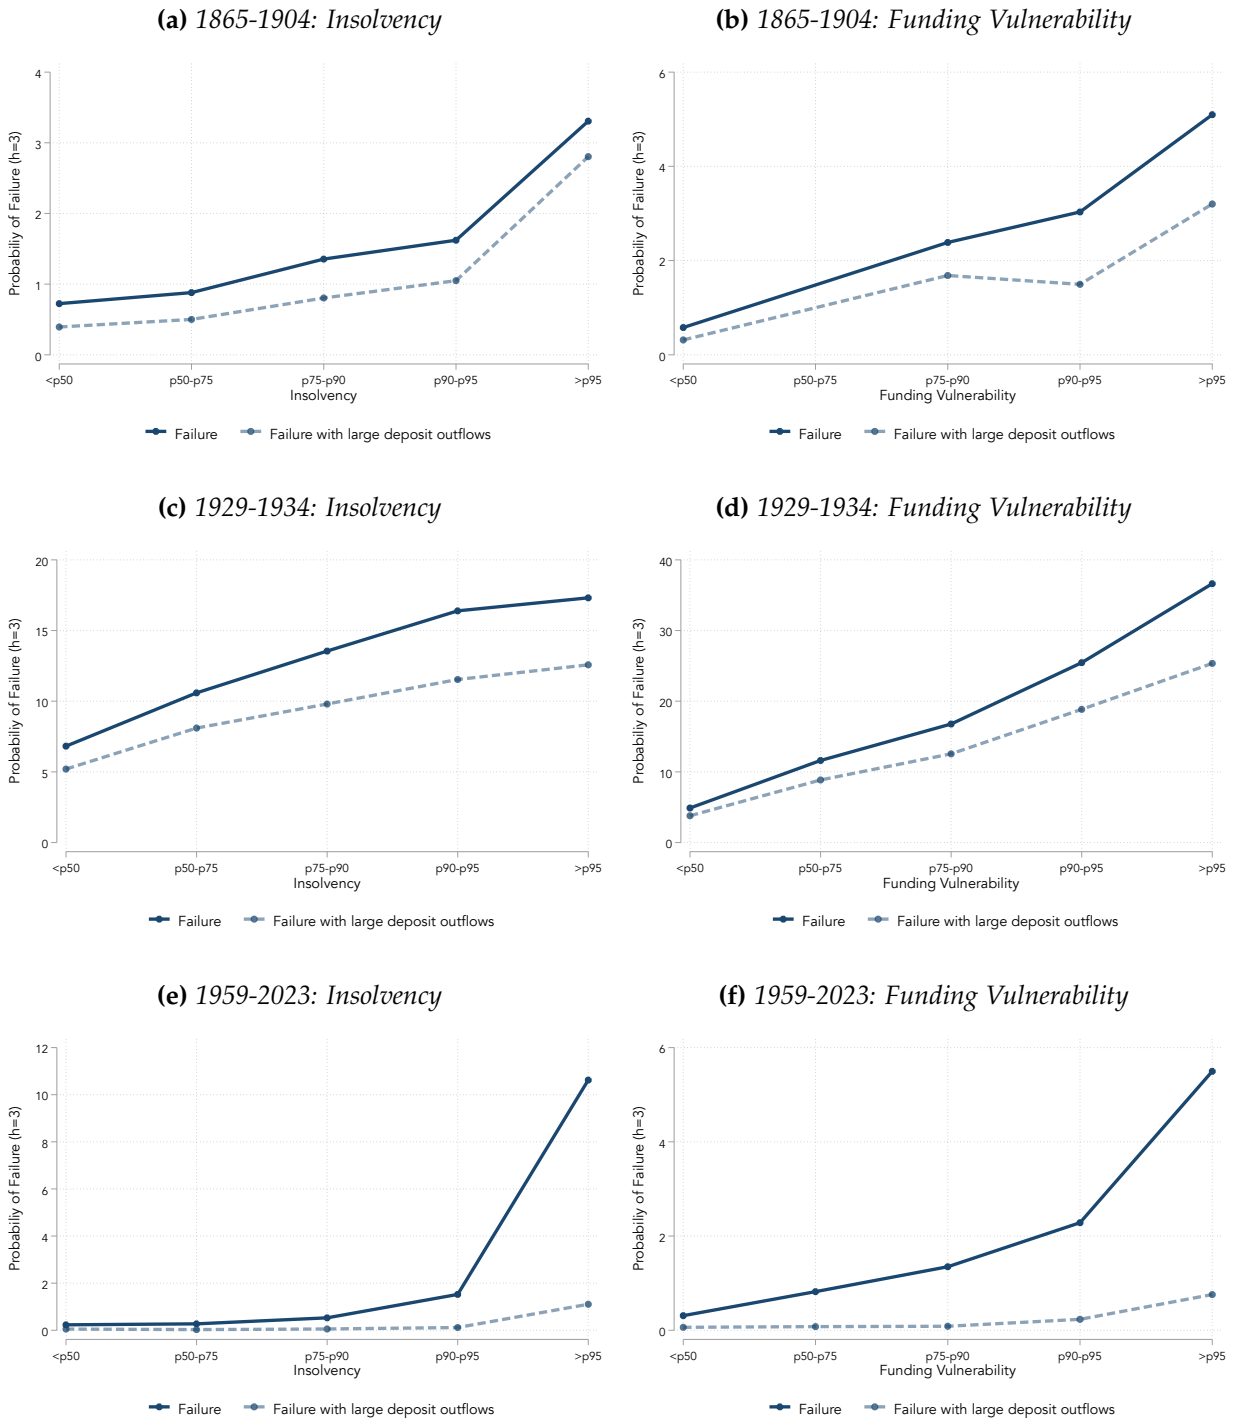 (a) 1865-1904: Insolvency
Probabiliy of Failure (h=3)
4
3
2
1
0
<p50 p50-p75 p75-p90 p90-p95 >p95
Insolvency
Failure Failure with large deposit outflows
(b) 1865-1904: Funding Vulnerability
Probabiliy of Failure (h=3)
6
4
2
0
<p50 p50-p75 p75-p90 p90-p95 >p95
Funding Vulnerability
Failure Failure with large deposit outflows
(c) 1929-1934: Insolvency
Probabiliy of Failure (h=3)
20
15
10
5
0
<p50 p50-p75 p75-p90 p90-p95 >p95
Insolvency
Failure Failure with large deposit outflows
(d) 1929-1934: Funding Vulnerability
Probabiliy of Failure (h=3)
40
30
20
10
0
<p50 p50-p75 p75-p90 p90-p95 >p95
Funding Vulnerability
Failure Failure with large deposit outflows
(e) 1959-2023: Insolvency
Probabiliy of Failure (h=3)
12
10
8
6
4
2
0
<p50 p50-p75 p75-p90 p90-p95 >p95
Insolvency
Failure Failure with large deposit outflows
(f) 1959-2023: Funding Vulnerability
Probabiliy of Failure (h=3)
6
4
2
0
<p50 p50-p75 p75-p90 p90-p95 >p95
Funding Vulnerability
Failure Failure with large deposit outflows